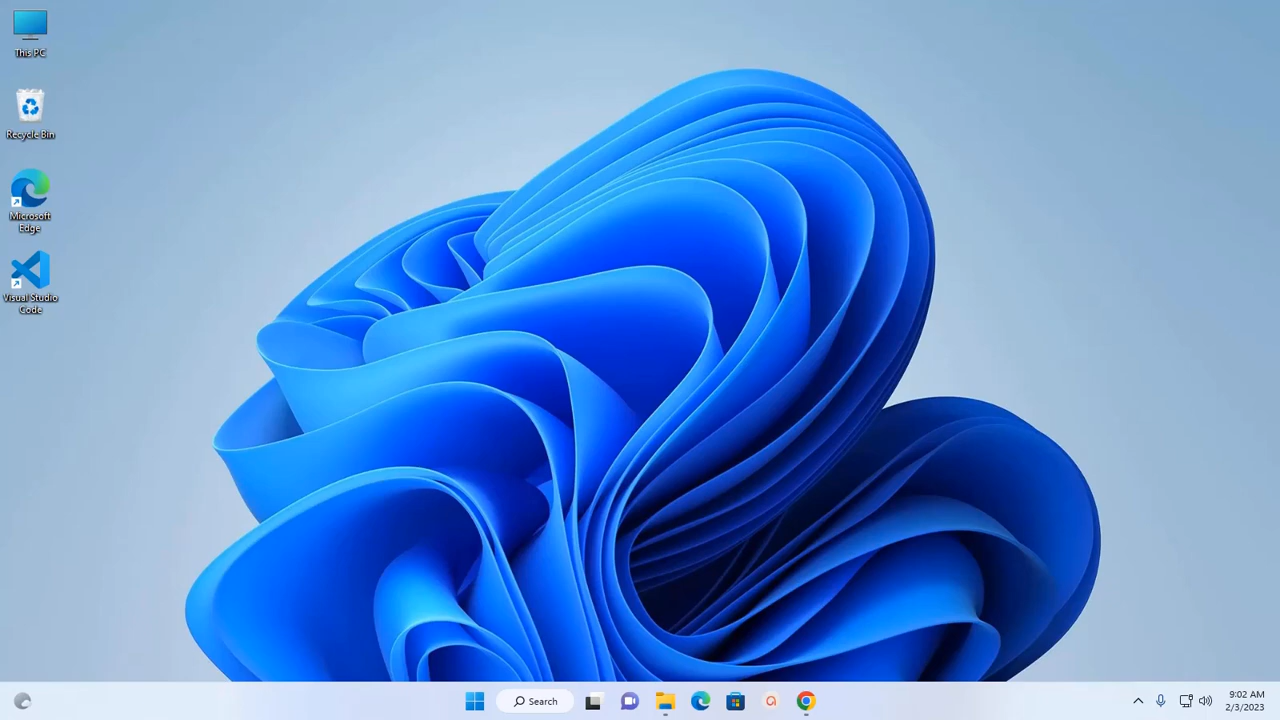 This PC
Recycle Bin
Microsoft
Edge
Visual Studio
Code
Search
9:02 AM
2/3/2023